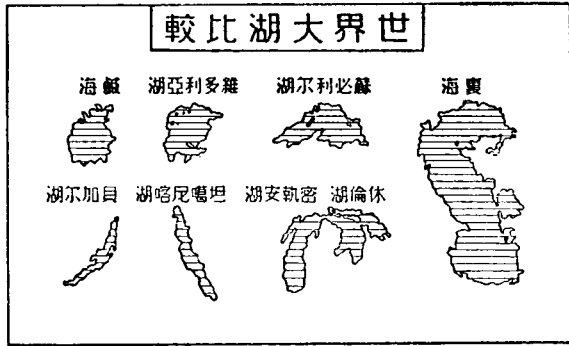 世界大湖比較
裏海
蘇必利尔湖
維多利亞湖
鹹海
休倫湖 密執安湖
坦噶尼喀湖
貝加尔湖